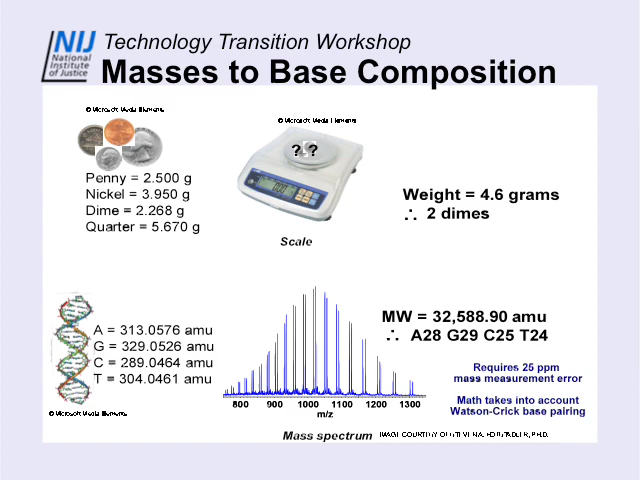 NIJ
National
Institute
of Justice
Technology Transition Workshop
Masses to Base Composition
© Microsoft Media Elements
© Microsoft Media Elements
? ?
Penny = 2.500 g
Nickel = 3.950 g
Dime = 2.268 g
Quarter = 5.670 g
Scale
Weight = 4.6 grams
∴ 2 dimes
A = 313.0576 amu
G = 329.0526 amu
C = 289.0464 amu
T = 304.0461 amu
© Microsoft Media Elements
800 900 1000 1100 1200 1300
m/z
Mass spectrum
MW = 32,588.90 amu
∴ A28 G29 C25 T24
Requires 25 ppm
mass measurement error
Math takes into account
Watson-Crick base pairing
IMAGE COURTESY OF